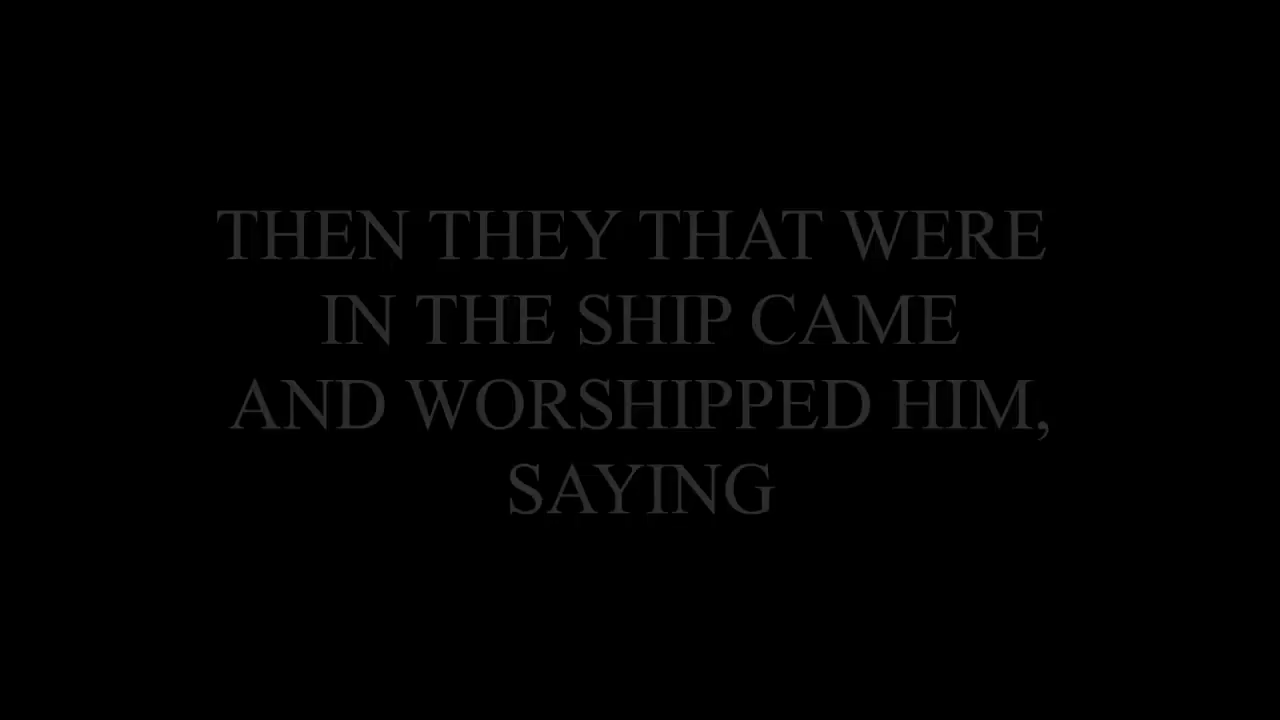 THEN THEY THAT WERE
IN THE SHIP CAME
AND WORSHIPPED HIM,
SAYING